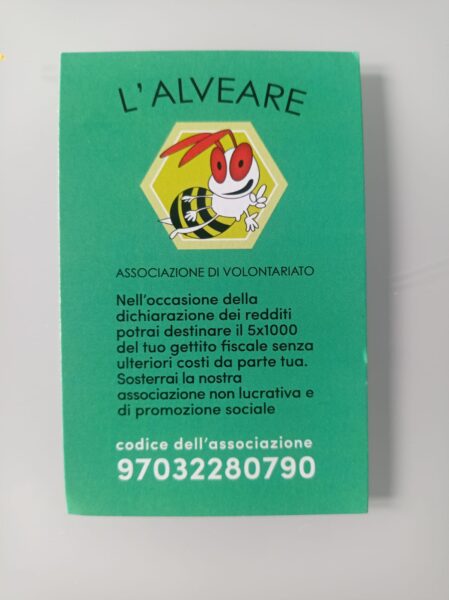 L'ALVEARE
ASSOCIAZIONE DI VOLONTARIATO
Nell'occasione della
dichiarazione dei redditi
potrai destinare il 5x1000
del tuo gettito fiscale senza
ulteriori costi da parte tua.
Sosterrai la nostra
associazione non lucrativa e
di promozione sociale
codice dell'associazione
97032280790